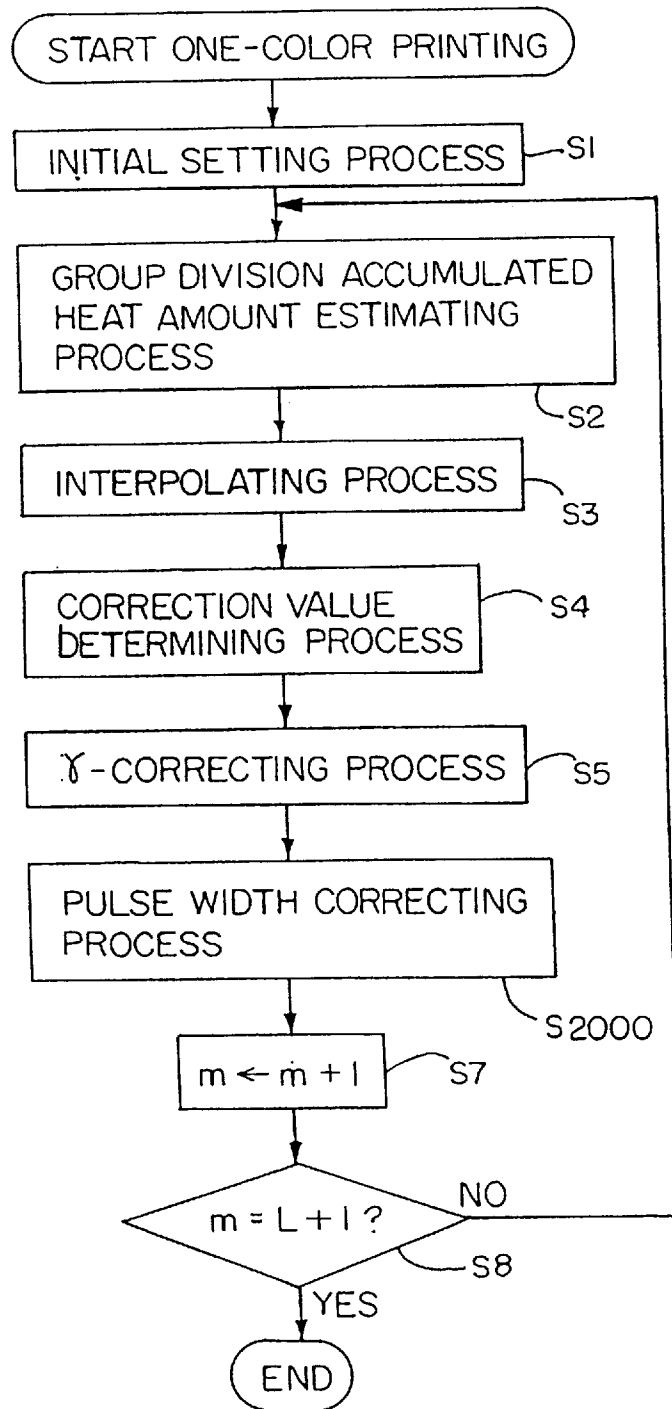 START ONE-COLOR PRINTING
INITIAL SETTING PROCESS
S1
GROUP DIVISION ACCUMULATED
HEAT AMOUNT ESTIMATING
PROCESS
S2
INTERPOLATING PROCESS
S3
CORRECTION VALUE
DETERMINING PROCESS
S4
γ-CORRECTING PROCESS
S5
PULSE WIDTH CORRECTING
PROCESS
S2000
m ← m + 1
S7
m = L + 1 ?
NO
S8
YES
END